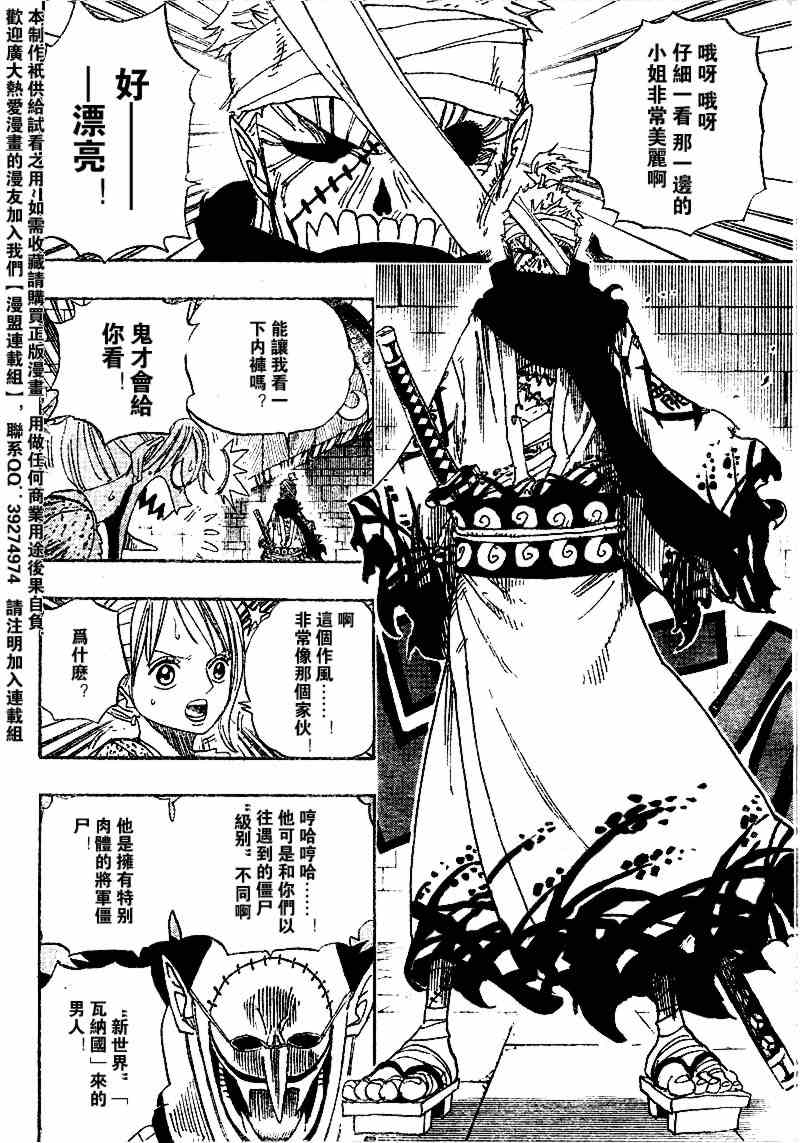 哦呀 哦呀
仔細一看 那一邊的
小姐非常美麗啊
好——
—漂亮！
能讓我看一
下內褲嗎？
鬼才會給
你看！
啊
這個作風……！
非常像那個家伙！
爲什麽？
哼哈哼哈……！
他可是和你們以
往遇到的僵尸
"級别"不同啊
他是擁有特别
肉體的將軍僵
尸！
"新世界"「
瓦納國」來的
男人！
本制作衹供給試看之用，如需收藏請購買正版漫畫，用做任何商業用途後果自負
歡迎廣大熱愛漫畫的漫友加入我們【漫盟連載組】，聯系QQ：39274974 請注明加入連載組